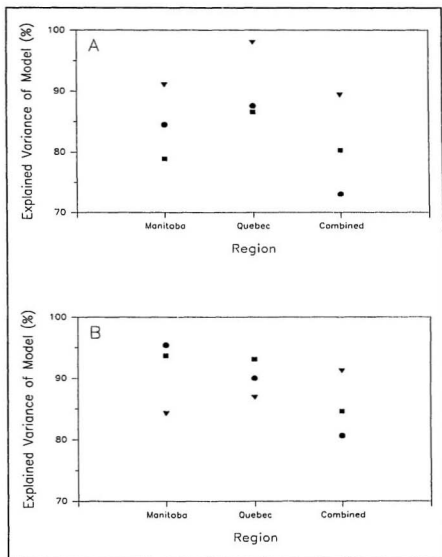 A
Explained Variance of Model (%)
100
90
80
70
Manitoba Quebec Combined
Region
B
Explained Variance of Model (%)
100
90
80
70
Manitoba Quebec Combined
Region